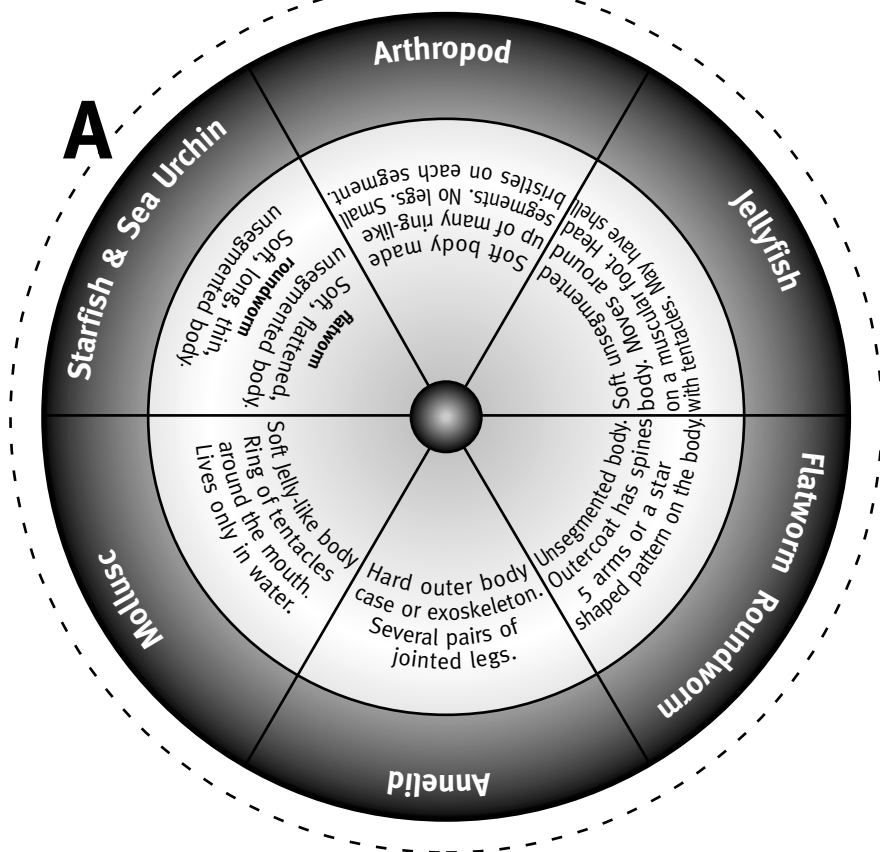 A
Arthropod
Jellyfish
Flatworm Roundworm
Annelid
Mollusc
Starfish & Sea Urchin
Soft body made
up of many ring-like
segments. No legs. Small
bristles on each segment.
Soft unsegmented
body. Moves around
on a muscular foot. Head
with tentacles. May have shell
Unsegmented body.
Outercoat has spines
5 arms or a star
shaped pattern on the body.
Hard outer body
case or exoskeleton.
Several pairs of
jointed legs.
Soft Jelly-like body
Ring of tentacles
around the mouth.
Lives only in water.
flatworm
Soft, flattened,
unsegmented body.
roundworm
Soft, long, thin,
unsegmented body.